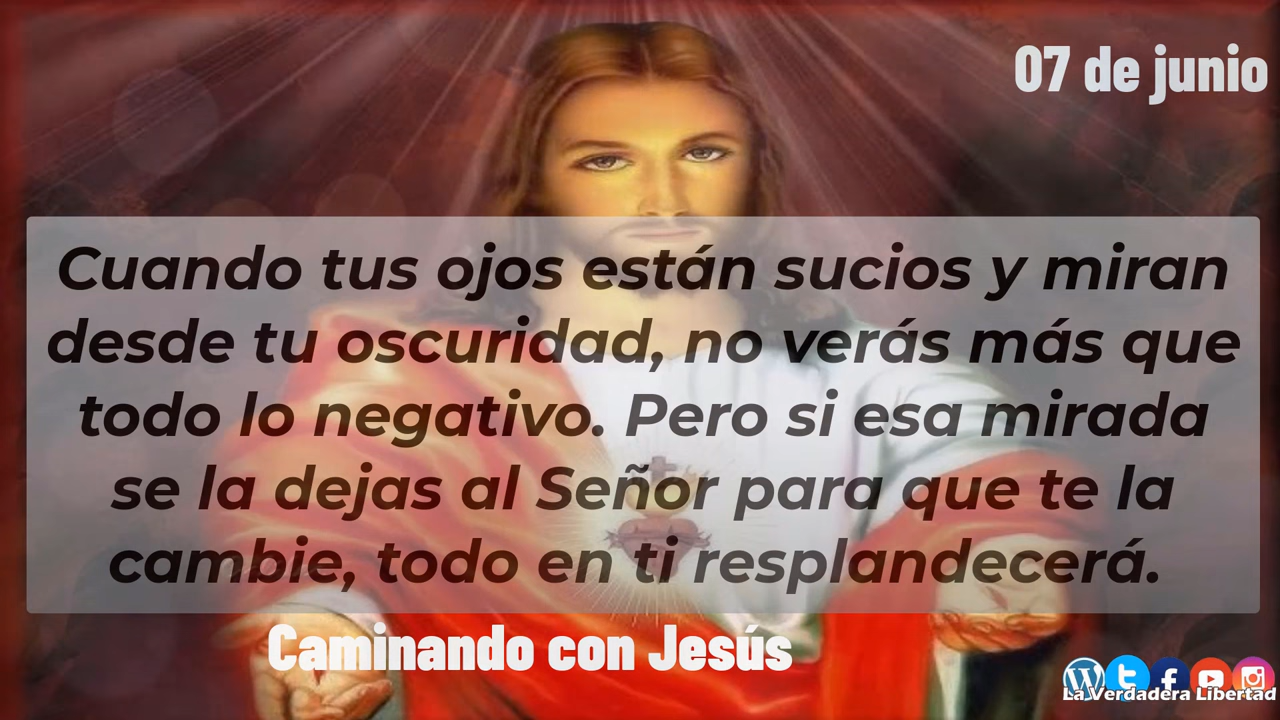 07 de junio
Cuando tus ojos están sucios y miran
desde tu oscuridad, no verás más que
todo lo negativo. Pero si esa mirada
se la dejas al Señor para que te la
cambie, todo en ti resplandecerá.
Caminando con Jesús
La Verdadera Libertad